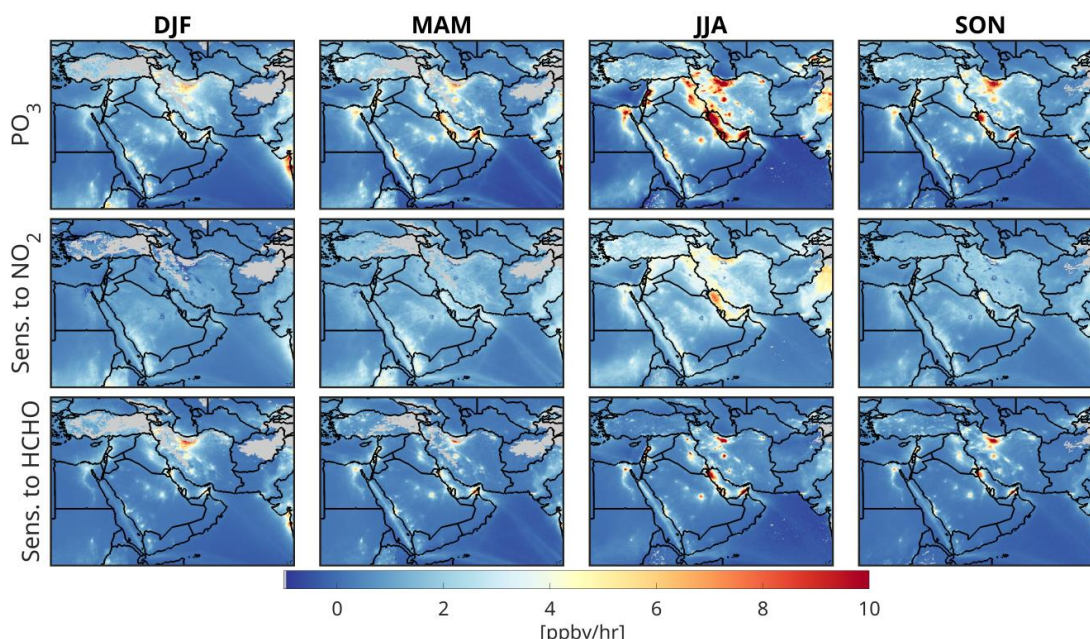 DJF MAM JJA SON
PO3
Sens. to NO2
Sens. to HCHO
0 2 4 6 8 10
[ppbv/hr]